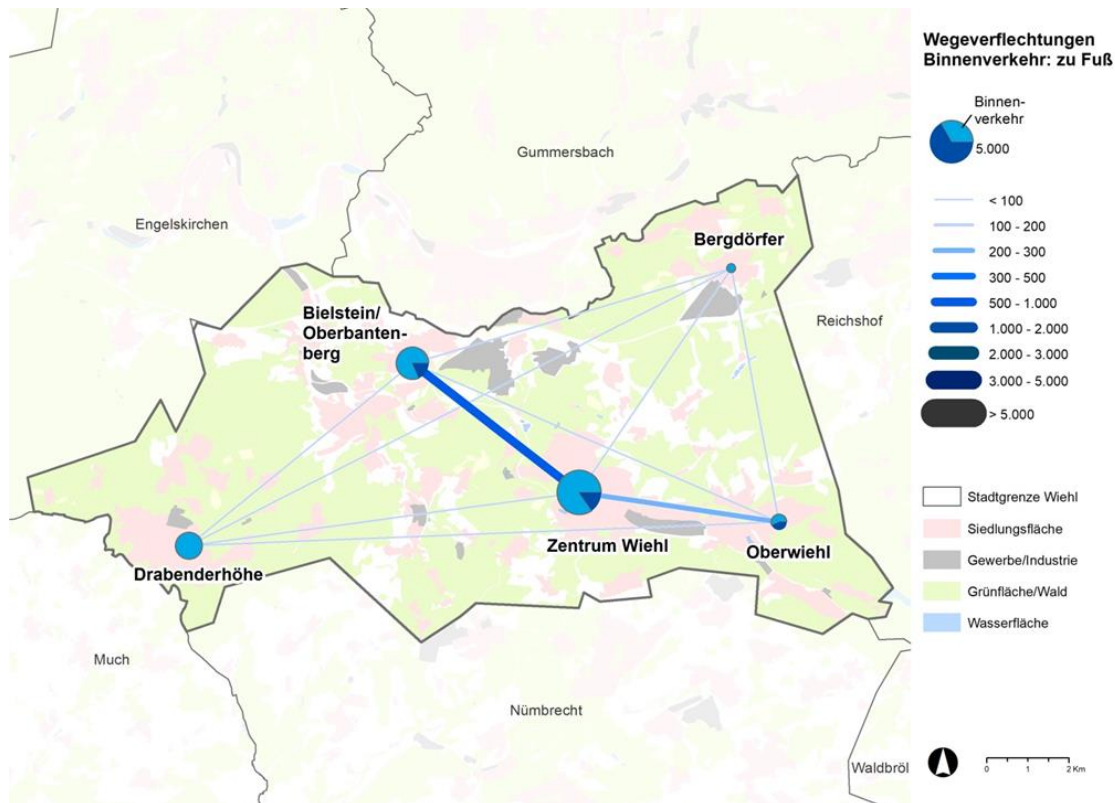 Wegeverflechtungen
Binnenverkehr: zu Fuß
Binnen-
verkehr
5.000
< 100
100 - 200
200 - 300
300 - 500
500 - 1.000
1.000 - 2.000
2.000 - 3.000
3.000 - 5.000
> 5.000
Stadtgrenze Wiehl
Siedlungsfläche
Gewerbe/Industrie
Grünfläche/Wald
Wasserfläche
0 1 2 Km
Gummersbach
Engelskirchen
Bergdörfer
Bielstein/
Oberbanten-
berg
Reichshof
Zentrum Wiehl
Oberwiehl
Drabenderhöhe
Much
Nümbrecht
Waldbröl